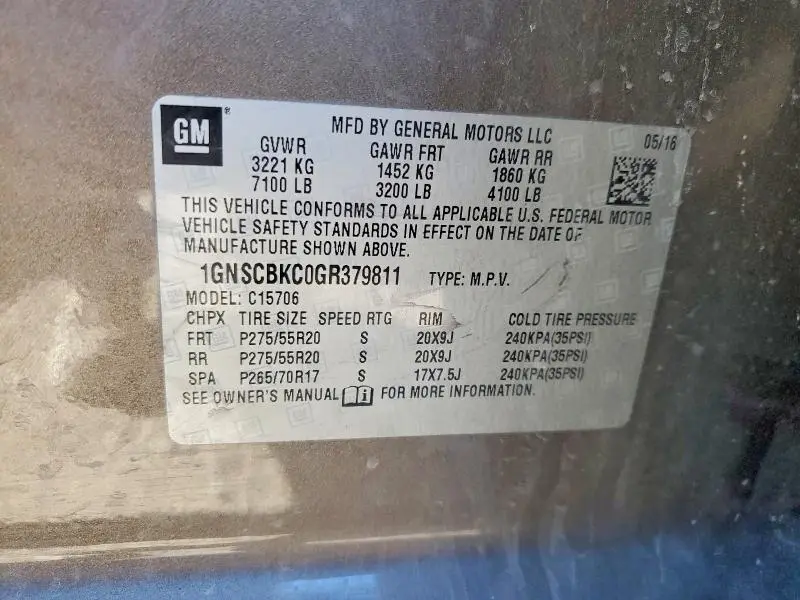 GM
MFD BY GENERAL MOTORS LLC
05/16
GVWR GAWR FRT GAWR RR
3221 KG 1452 KG 1860 KG
7100 LB 3200 LB 4100 LB
THIS VEHICLE CONFORMS TO ALL APPLICABLE U.S. FEDERAL MOTOR
VEHICLE SAFETY STANDARDS IN EFFECT ON THE DATE OF
MANUFACTURE SHOWN ABOVE.
1GNSCBKC0GR379811 TYPE: M.P.V.
MODEL: C15706
CHPX TIRE SIZE SPEED RTG RIM COLD TIRE PRESSURE
FRT P275/55R20 S 20X9J 240KPA(35PSI)
RR P275/55R20 S 20X9J 240KPA(35PSI)
SPA P265/70R17 S 17X7.5J 240KPA(35PSI)
SEE OWNER'S MANUAL i FOR MORE INFORMATION.